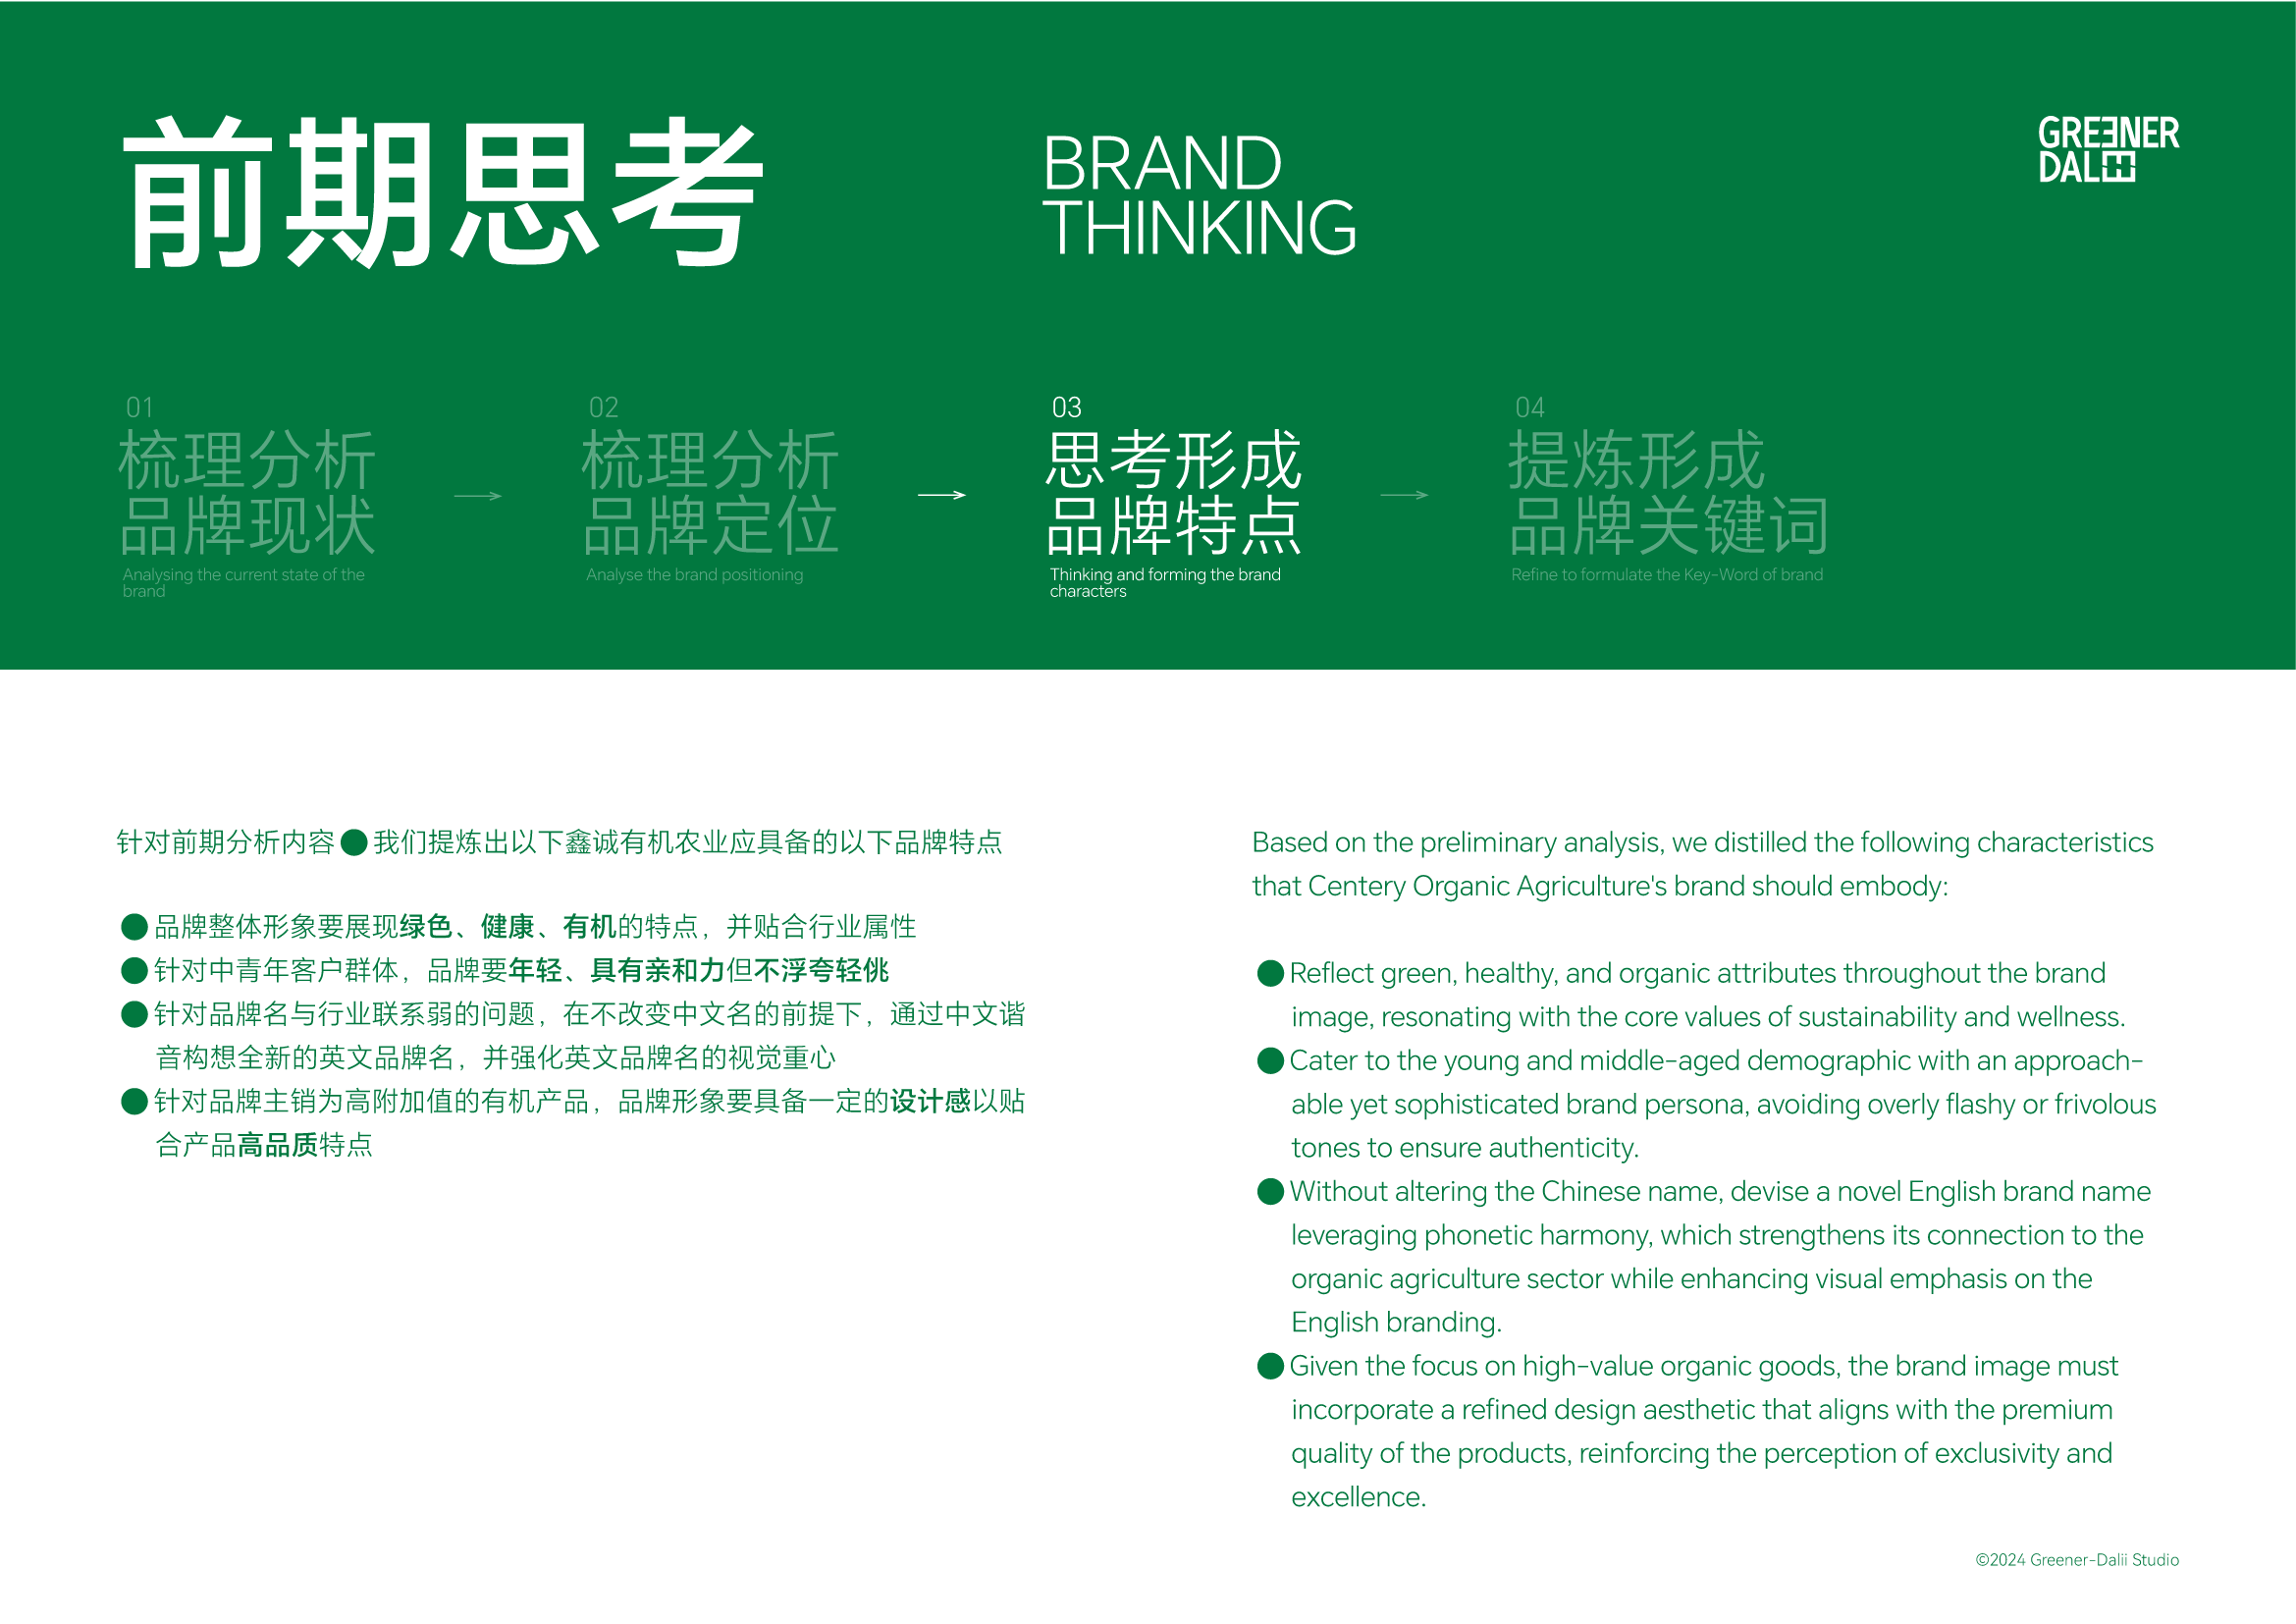 前期思考
BRAND
THINKING
GREENER
DALII
01
梳理分析
品牌现状
Analysing the current state of the
brand
02
梳理分析
品牌定位
Analyse the brand positioning
03
思考形成
品牌特点
Thinking and forming the brand
characters
04
提炼形成
品牌关键词
Refine to formulate the Key-Word of brand
针对前期分析内容●我们提炼出以下鑫诚有机农业应具备的以下品牌特点
●品牌整体形象要展现绿色、健康、有机的特点，并贴合行业属性
●针对中青年客户群体，品牌要年轻、具有亲和力但不浮夸轻佻
●针对品牌名与行业联系弱的问题，在不改变中文名的前提下，通过中文谐
音构想全新的英文品牌名，并强化英文品牌名的视觉重心
●针对品牌主销为高附加值的有机产品，品牌形象要具备一定的设计感以贴
合产品高品质特点
Based on the preliminary analysis, we distilled the following characteristics
that Centery Organic Agriculture's brand should embody:
●Reflect green, healthy, and organic attributes throughout the brand
image, resonating with the core values of sustainability and wellness.
●Cater to the young and middle-aged demographic with an approach-
able yet sophisticated brand persona, avoiding overly flashy or frivolous
tones to ensure authenticity.
●Without altering the Chinese name, devise a novel English brand name
leveraging phonetic harmony, which strengthens its connection to the
organic agriculture sector while enhancing visual emphasis on the
English branding.
●Given the focus on high-value organic goods, the brand image must
incorporate a refined design aesthetic that aligns with the premium
quality of the products, reinforcing the perception of exclusivity and
excellence.
©2024 Greener-Dalii Studio